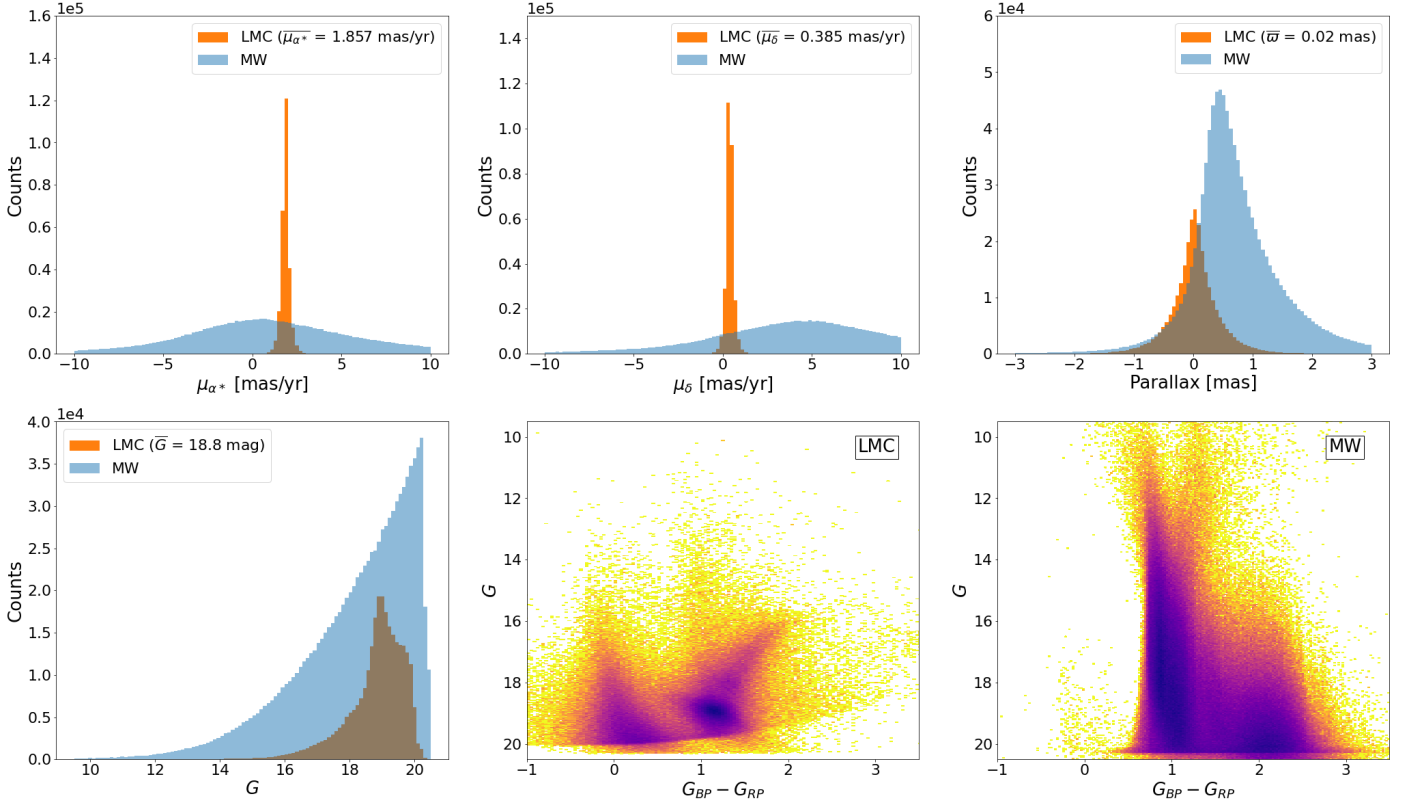 1e5
1.6
1.4
1.2
1.0
0.8
0.6
0.4
0.2
0.0
Counts
−10 −5 0 5 10
μα* [mas/yr]
LMC (μα* = 1.857 mas/yr)
MW
1e5
1.6
1.4
1.2
1.0
0.8
0.6
0.4
0.2
0.0
Counts
−10 −5 0 5 10
μδ [mas/yr]
LMC (μδ = 0.385 mas/yr)
MW
1e4
6
5
4
3
2
1
0
Counts
−3 −2 −1 0 1 2 3
Parallax [mas]
LMC (ϖ = 0.02 mas)
MW
1e4
4.0
3.5
3.0
2.5
2.0
1.5
1.0
0.5
0.0
Counts
10 12 14 16 18 20
G
LMC (G = 18.8 mag)
MW
10
12
14
16
18
20
G
−1 0 1 2 3
GBP − GRP
LMC
10
12
14
16
18
20
G
−1 0 1 2 3
GBP − GRP
MW